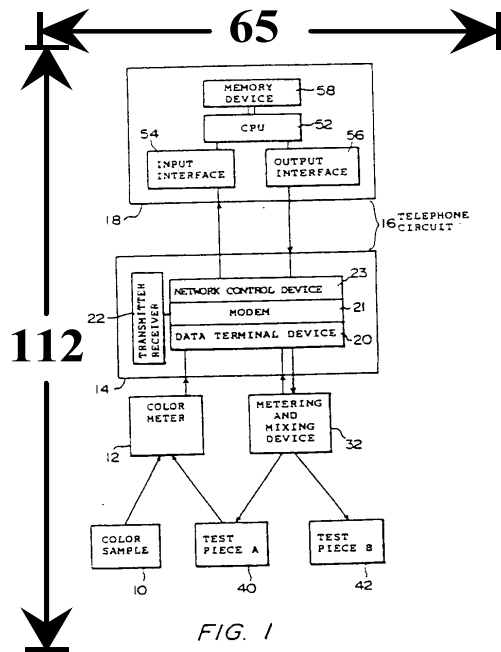 65
112
MEMORY
DEVICE
58
CPU
52
54
56
INPUT
INTERFACE
OUTPUT
INTERFACE
18
16 TELEPHONE
CIRCUIT
23
NETWORK CONTROL DEVICE
22
TRANSMITTER
RECEIVER
MODEM
21
DATA TERMINAL DEVICE
20
14
COLOR
METER
METERING
AND
MIXING
DEVICE
12
32
COLOR
SAMPLE
TEST
PIECE A
TEST
PIECE B
10
40
42
FIG. 1